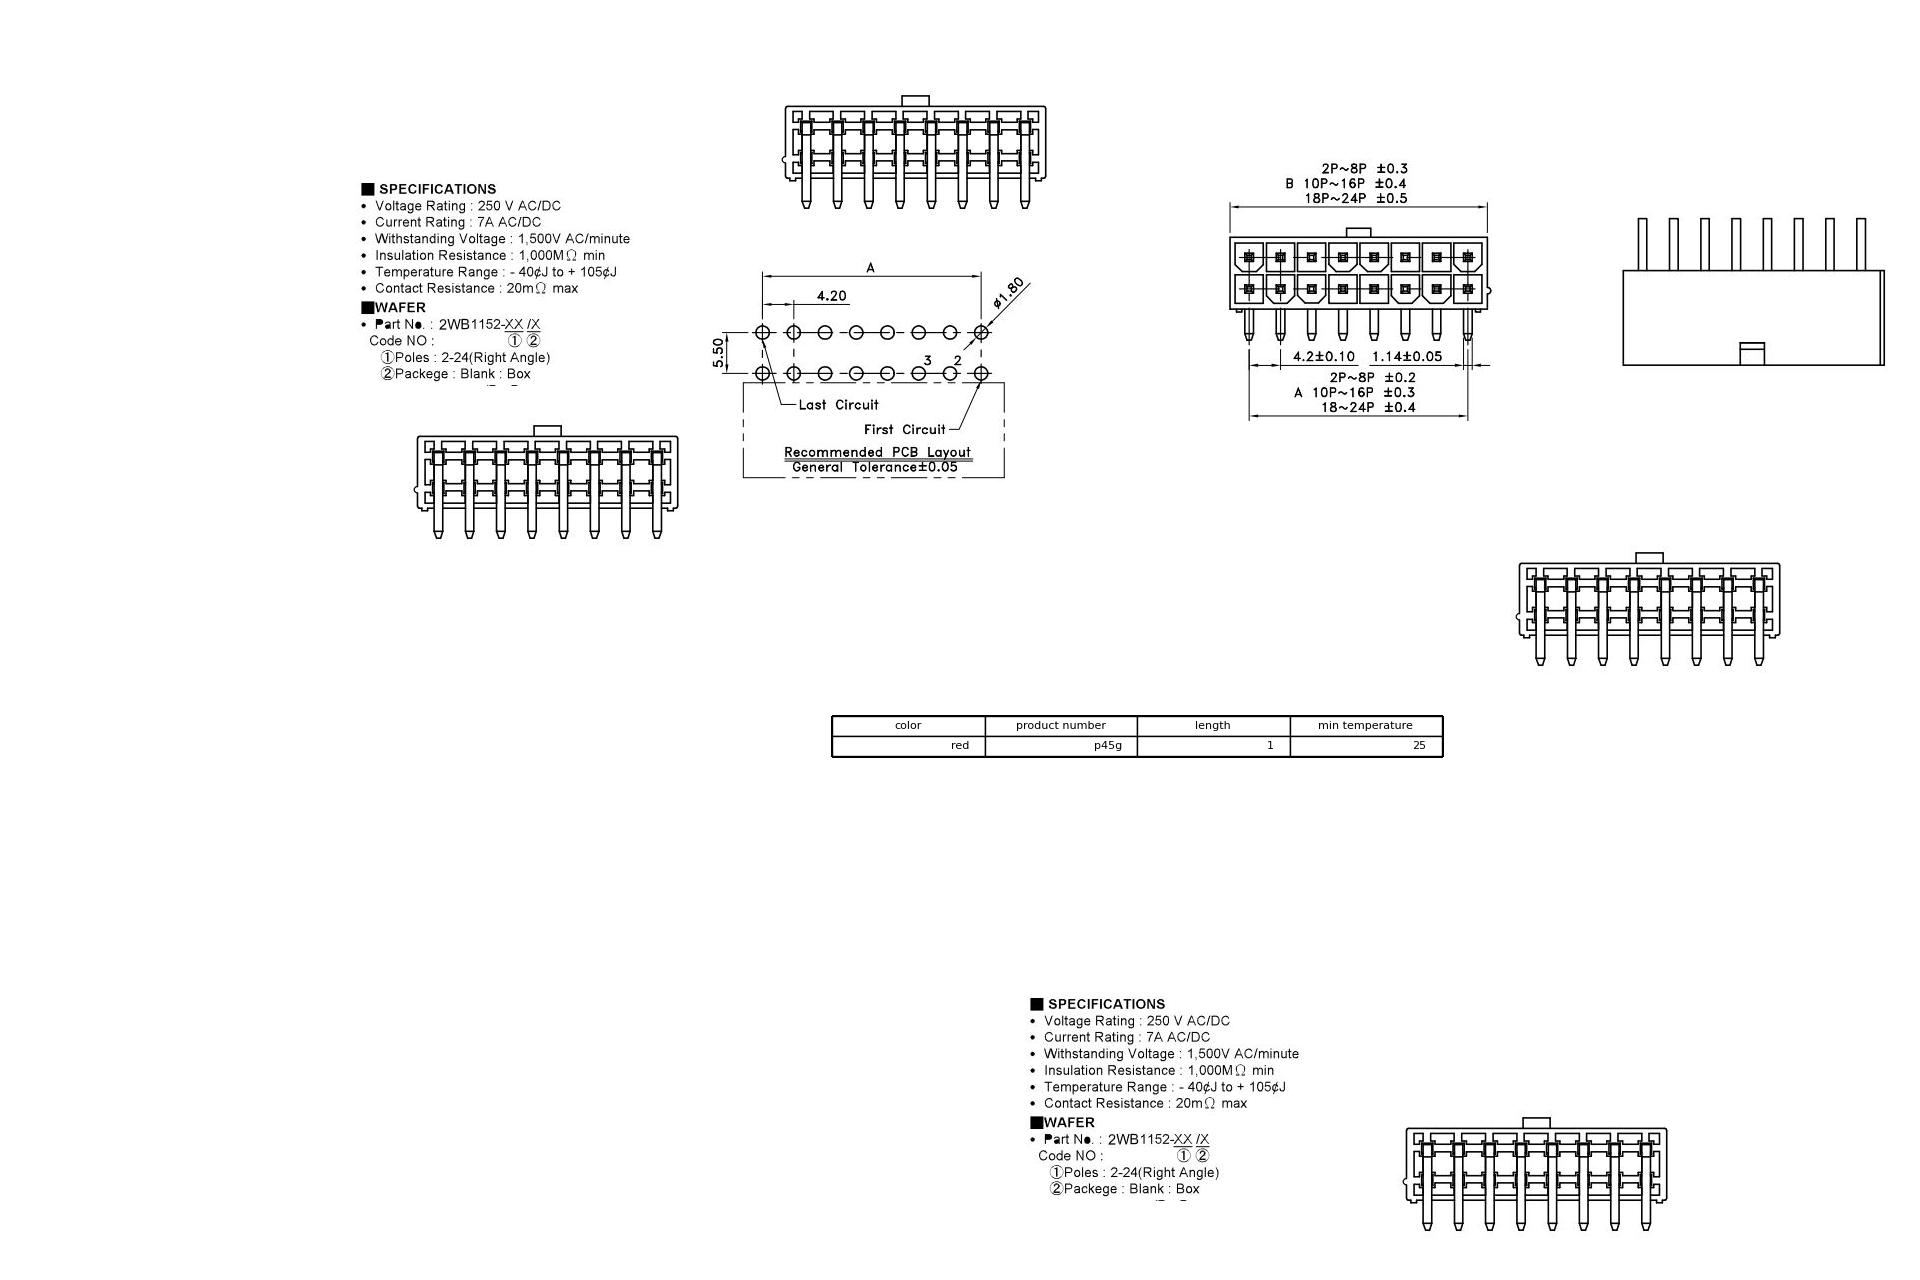 ■ SPECIFICATIONS
• Voltage Rating : 250 V AC/DC
• Current Rating : 7A AC/DC
• Withstanding Voltage : 1,500V AC/minute
• Insulation Resistance : 1,000MΩ min
• Temperature Range : - 40¢J to + 105¢J
• Contact Resistance : 20mΩ max
■WAFER
• Part No. : 2WB1152-XX /X
Code NO : ① ②
①Poles : 2-24(Right Angle)
②Packege : Blank : Box
A
4.20
ø1.80
5.50
3 2
Last Circuit
First Circuit
Recommended PCB Layout
General Tolerance±0.05
2P~8P ±0.3
B 10P~16P ±0.4
18P~24P ±0.5
4.2±0.10 1.14±0.05
2P~8P ±0.2
A 10P~16P ±0.3
18~24P ±0.4
color product number length min temperature
red p45g 1 25
■ SPECIFICATIONS
• Voltage Rating : 250 V AC/DC
• Current Rating : 7A AC/DC
• Withstanding Voltage : 1,500V AC/minute
• Insulation Resistance : 1,000MΩ min
• Temperature Range : - 40¢J to + 105¢J
• Contact Resistance : 20mΩ max
■WAFER
• Part No. : 2WB1152-XX /X
Code NO : ① ②
①Poles : 2-24(Right Angle)
②Packege : Blank : Box